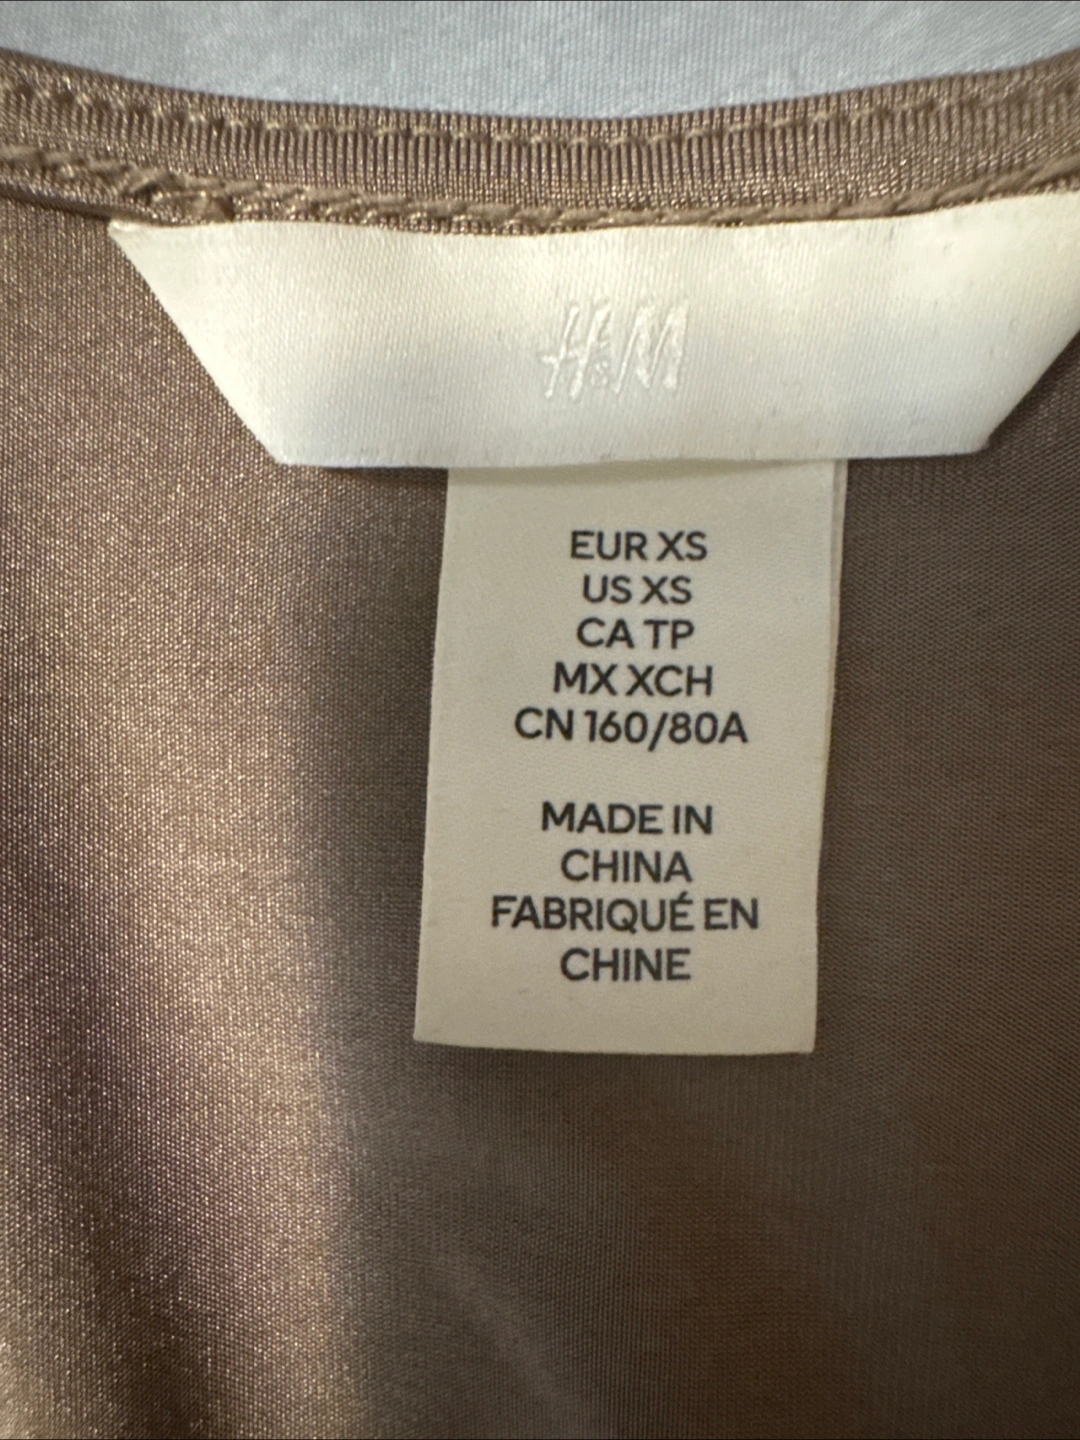 H&M
EUR XS
US XS
CA TP
MX XCH
CN 160/80A
MADE IN
CHINA
FABRIQUÉ EN
CHINE